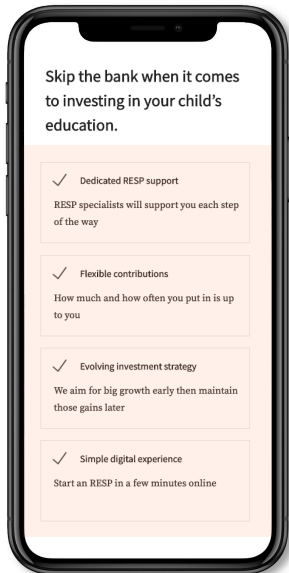 Skip the bank when it comes
to investing in your child’s
education.
Dedicated RESP support
RESP specialists will support you each step
of the way
Flexible contributions
How much and how often you put in is up
to you
Evolving investment strategy
We aim for big growth early then maintain
those gains later
Simple digital experience
Start an RESP in a few minutes online